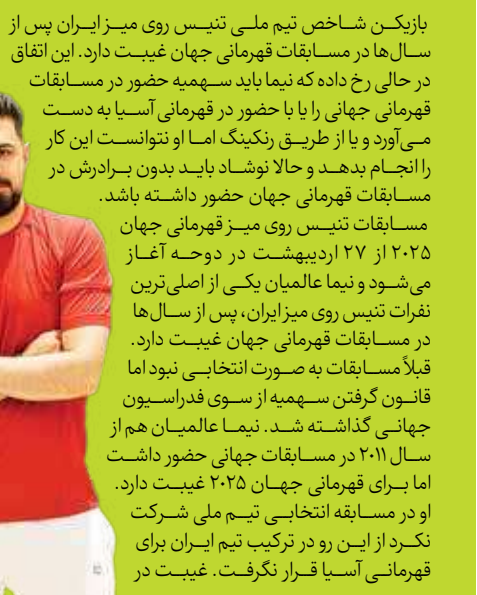 بازیکن شاخص تیم ملی تنیس روی میز ایران پس از
سال‌ها در مسابقات قهرمانی جهان غیبت دارد. این اتفاق
در حالی رخ داده که نیما باید سهمیه حضور در مسابقات
قهرمانی جهانی را یا با حضور در قهرمانی آسیا به دست
می‌آورد و یا از طریق رنکینگ اما او نتوانست این کار
را انجام بدهد و حالا نوشاد باید بدون برادرش در
مسابقات قهرمانی جهان حضور داشته باشد.
مسابقات تنیس روی میز قهرمانی جهان
۲۰۲۵ از ۲۷ اردیبهشت در دوحه آغاز
می‌شود و نیما عالمیان یکی از اصلی‌ترین
نفرات تنیس روی میز ایران، پس از سال‌ها
در مسابقات قهرمانی جهان غیبت دارد.
قبلاً مسابقات به صورت انتخابی نبود اما
قانون گرفتن سهمیه از سوی فدراسیون
جهانی گذاشته شد. نیما عالمیان هم از
سال ۲۰۱۱ در مسابقات جهانی حضور داشت
اما برای قهرمانی جهان ۲۰۲۵ غیبت دارد.
او در مسابقه انتخابی تیم ملی شرکت
نکرد از این رو در ترکیب تیم ایران برای
قهرمانی آسیا قرار نگرفت. غیبت در